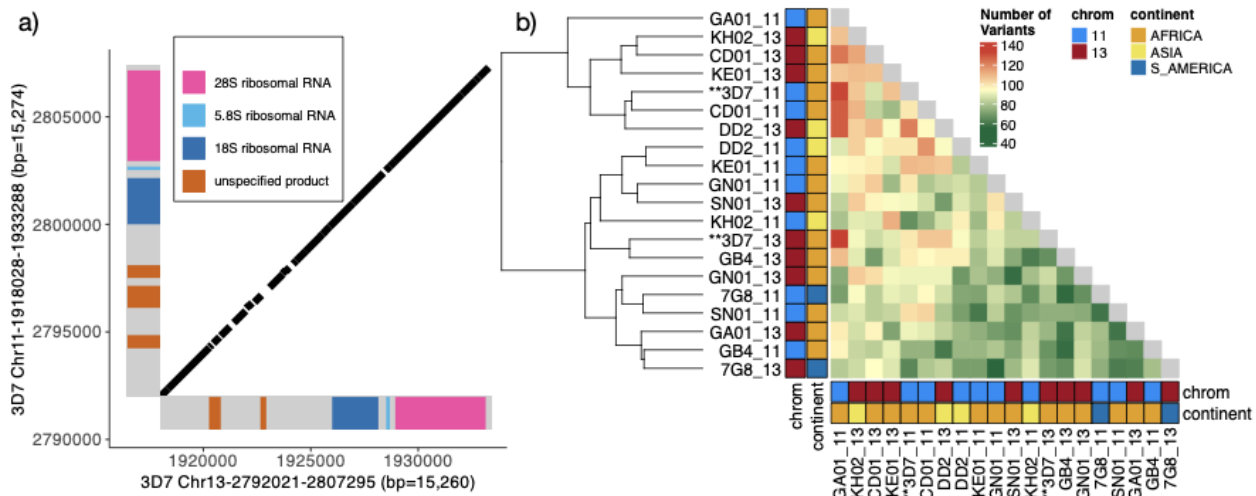 a)
28S ribosomal RNA
5.8S ribosomal RNA
18S ribosomal RNA
unspecified product
3D7 Chr11-1918028-1933288 (bp=15,274)
2805000
2800000
2795000
2790000
1920000
1925000
1930000
3D7 Chr13-2792021-2807295 (bp=15,260)
b)
GA01_11
KH02_13
CD01_13
KE01_13
**3D7_11
CD01_11
DD2_13
DD2_11
KE01_11
GN01_11
SN01_13
KH02_11
**3D7_13
GB4_13
GN01_13
7G8_11
SN01_11
GA01_13
GB4_11
7G8_13
Number of
Variants
140
120
100
80
60
40
chrom
11
13
continent
AFRICA
ASIA
S_AMERICA
chrom
continent
chrom
continent
GA01_11
KH02_13
CD01_13
KE01_13
**3D7_11
CD01_11
DD2_13
DD2_11
KE01_11
GN01_11
SN01_13
KH02_11
**3D7_13
GB4_13
GN01_13
7G8_11
SN01_11
GA01_13
GB4_11
7G8_13